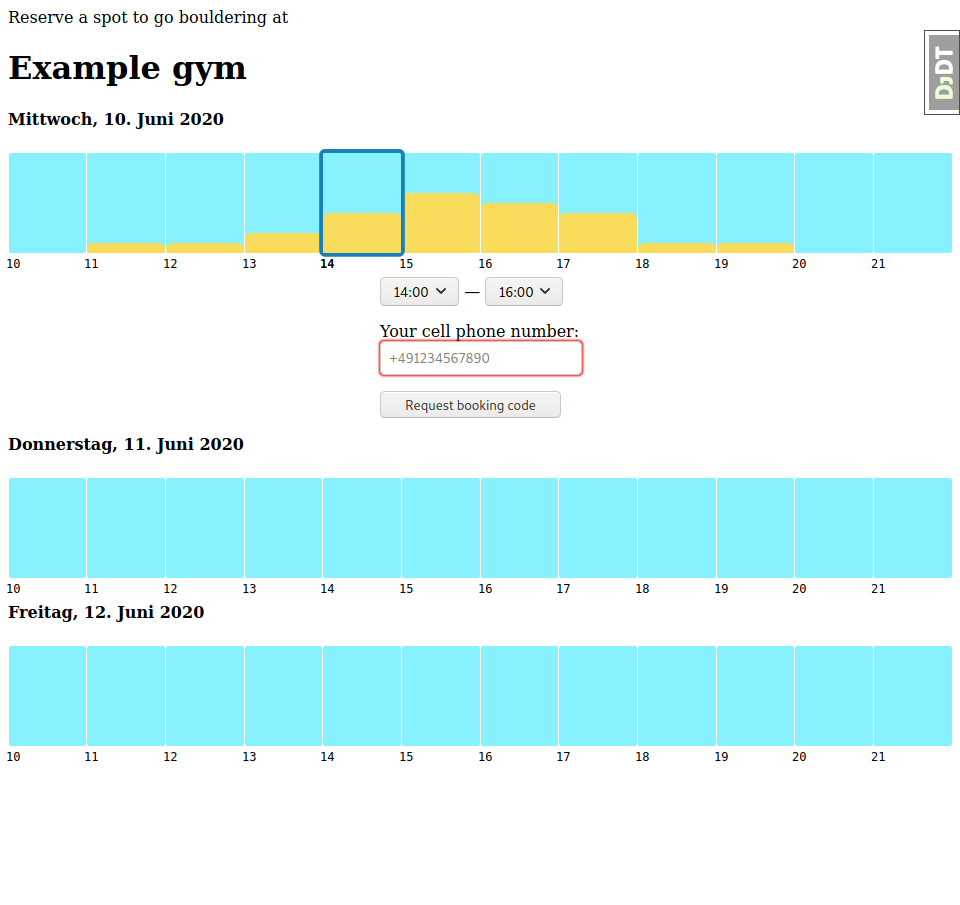 Reserve a spot to go bouldering at
DJDT
Example gym
Mittwoch, 10. Juni 2020
10 11 12 13 14 15 16 17 18 19 20 21
14:00 — 16:00
Your cell phone number:
+491234567890
Request booking code
Donnerstag, 11. Juni 2020
10 11 12 13 14 15 16 17 18 19 20 21
Freitag, 12. Juni 2020
10 11 12 13 14 15 16 17 18 19 20 21